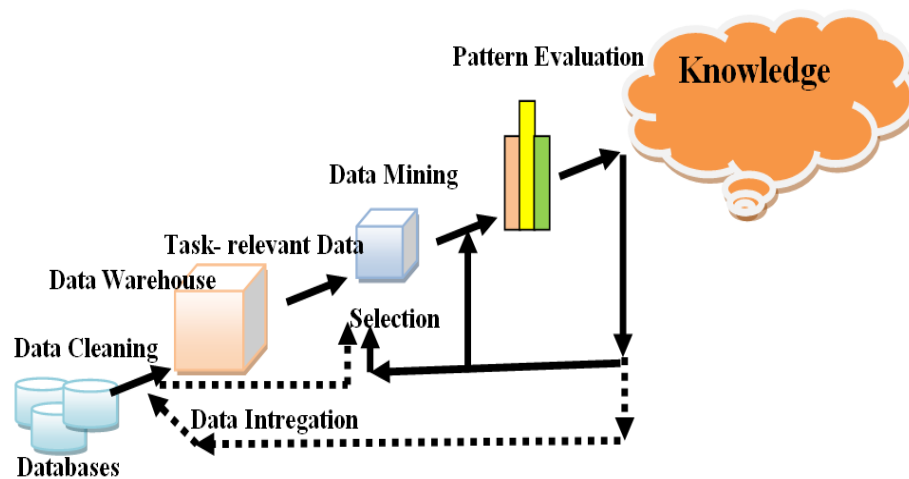 Pattern Evaluation
Knowledge
Data Mining
Task- relevant Data
Data Warehouse
Selection
Data Cleaning
Data Intregation
Databases